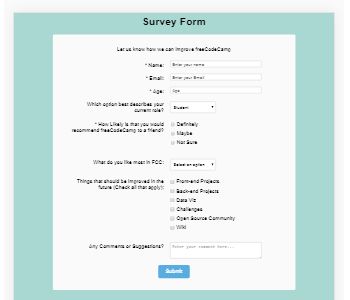 Survey Form
Let us know how we can improve freeCodeCamp
* Name: Enter your name
* Email: Enter your Email
* Age: Age
Which option best describes your
current role? Student
* How Likely is that you would
recommend freeCodeCamp to a friend?
Definitely
Maybe
Not Sure
What do you like most in FCC: Select an option
Things that should be improved in the
future (Check all that apply):
Front-end Projects
Back-end Projects
Data Viz
Challenges
Open Source Community
Wiki
Any Comments or Suggestions? Enter your comment here...
Submit